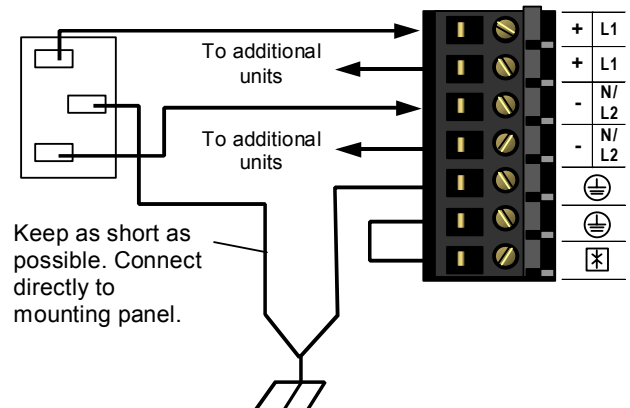 To additional
units
To additional
units
Keep as short as
possible. Connect
directly to
mounting panel.
+ L1
+ L1
- N/
L2
- N/
L2